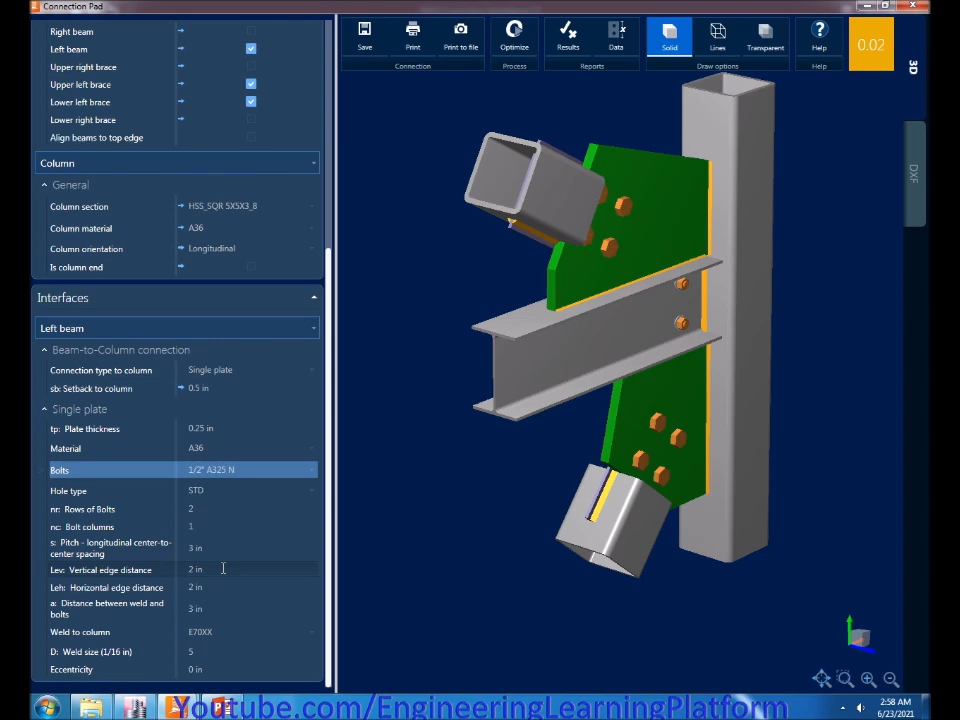 Connection Pad
Right beam
Left beam
Upper right brace
Upper left brace
Lower left brace
Lower right brace
Align beams to top edge
Column
General
Column section HSS_SQR 5X5X3_8
Column material A36
Column orientation Longitudinal
Is column end
Interfaces
Left beam
Beam-to-Column connection
Connection type to column Single plate
sb: Setback to column 0.5 in
Single plate
tp: Plate thickness 0.25 in
Material A36
Bolts 1/2" A325 N
Hole type STD
nr: Rows of Bolts 2
nc: Bolt columns 1
s: Pitch - longitudinal center-to-
center spacing 3 in
Lev: Vertical edge distance 2 in
Leh: Horizontal edge distance 2 in
a: Distance between weld and
bolts 3 in
Weld to column E70XX
D: Weld size (1/16 in) 5
Eccentricity 0 in
Save Print Print to file Optimize Results Data Solid Lines Transparent Help
Connection Process Reports Draw options Help
0.02
3D
DXF
Youtube.com/EngineeringLearningPlatform
2:58 AM
6/23/2021